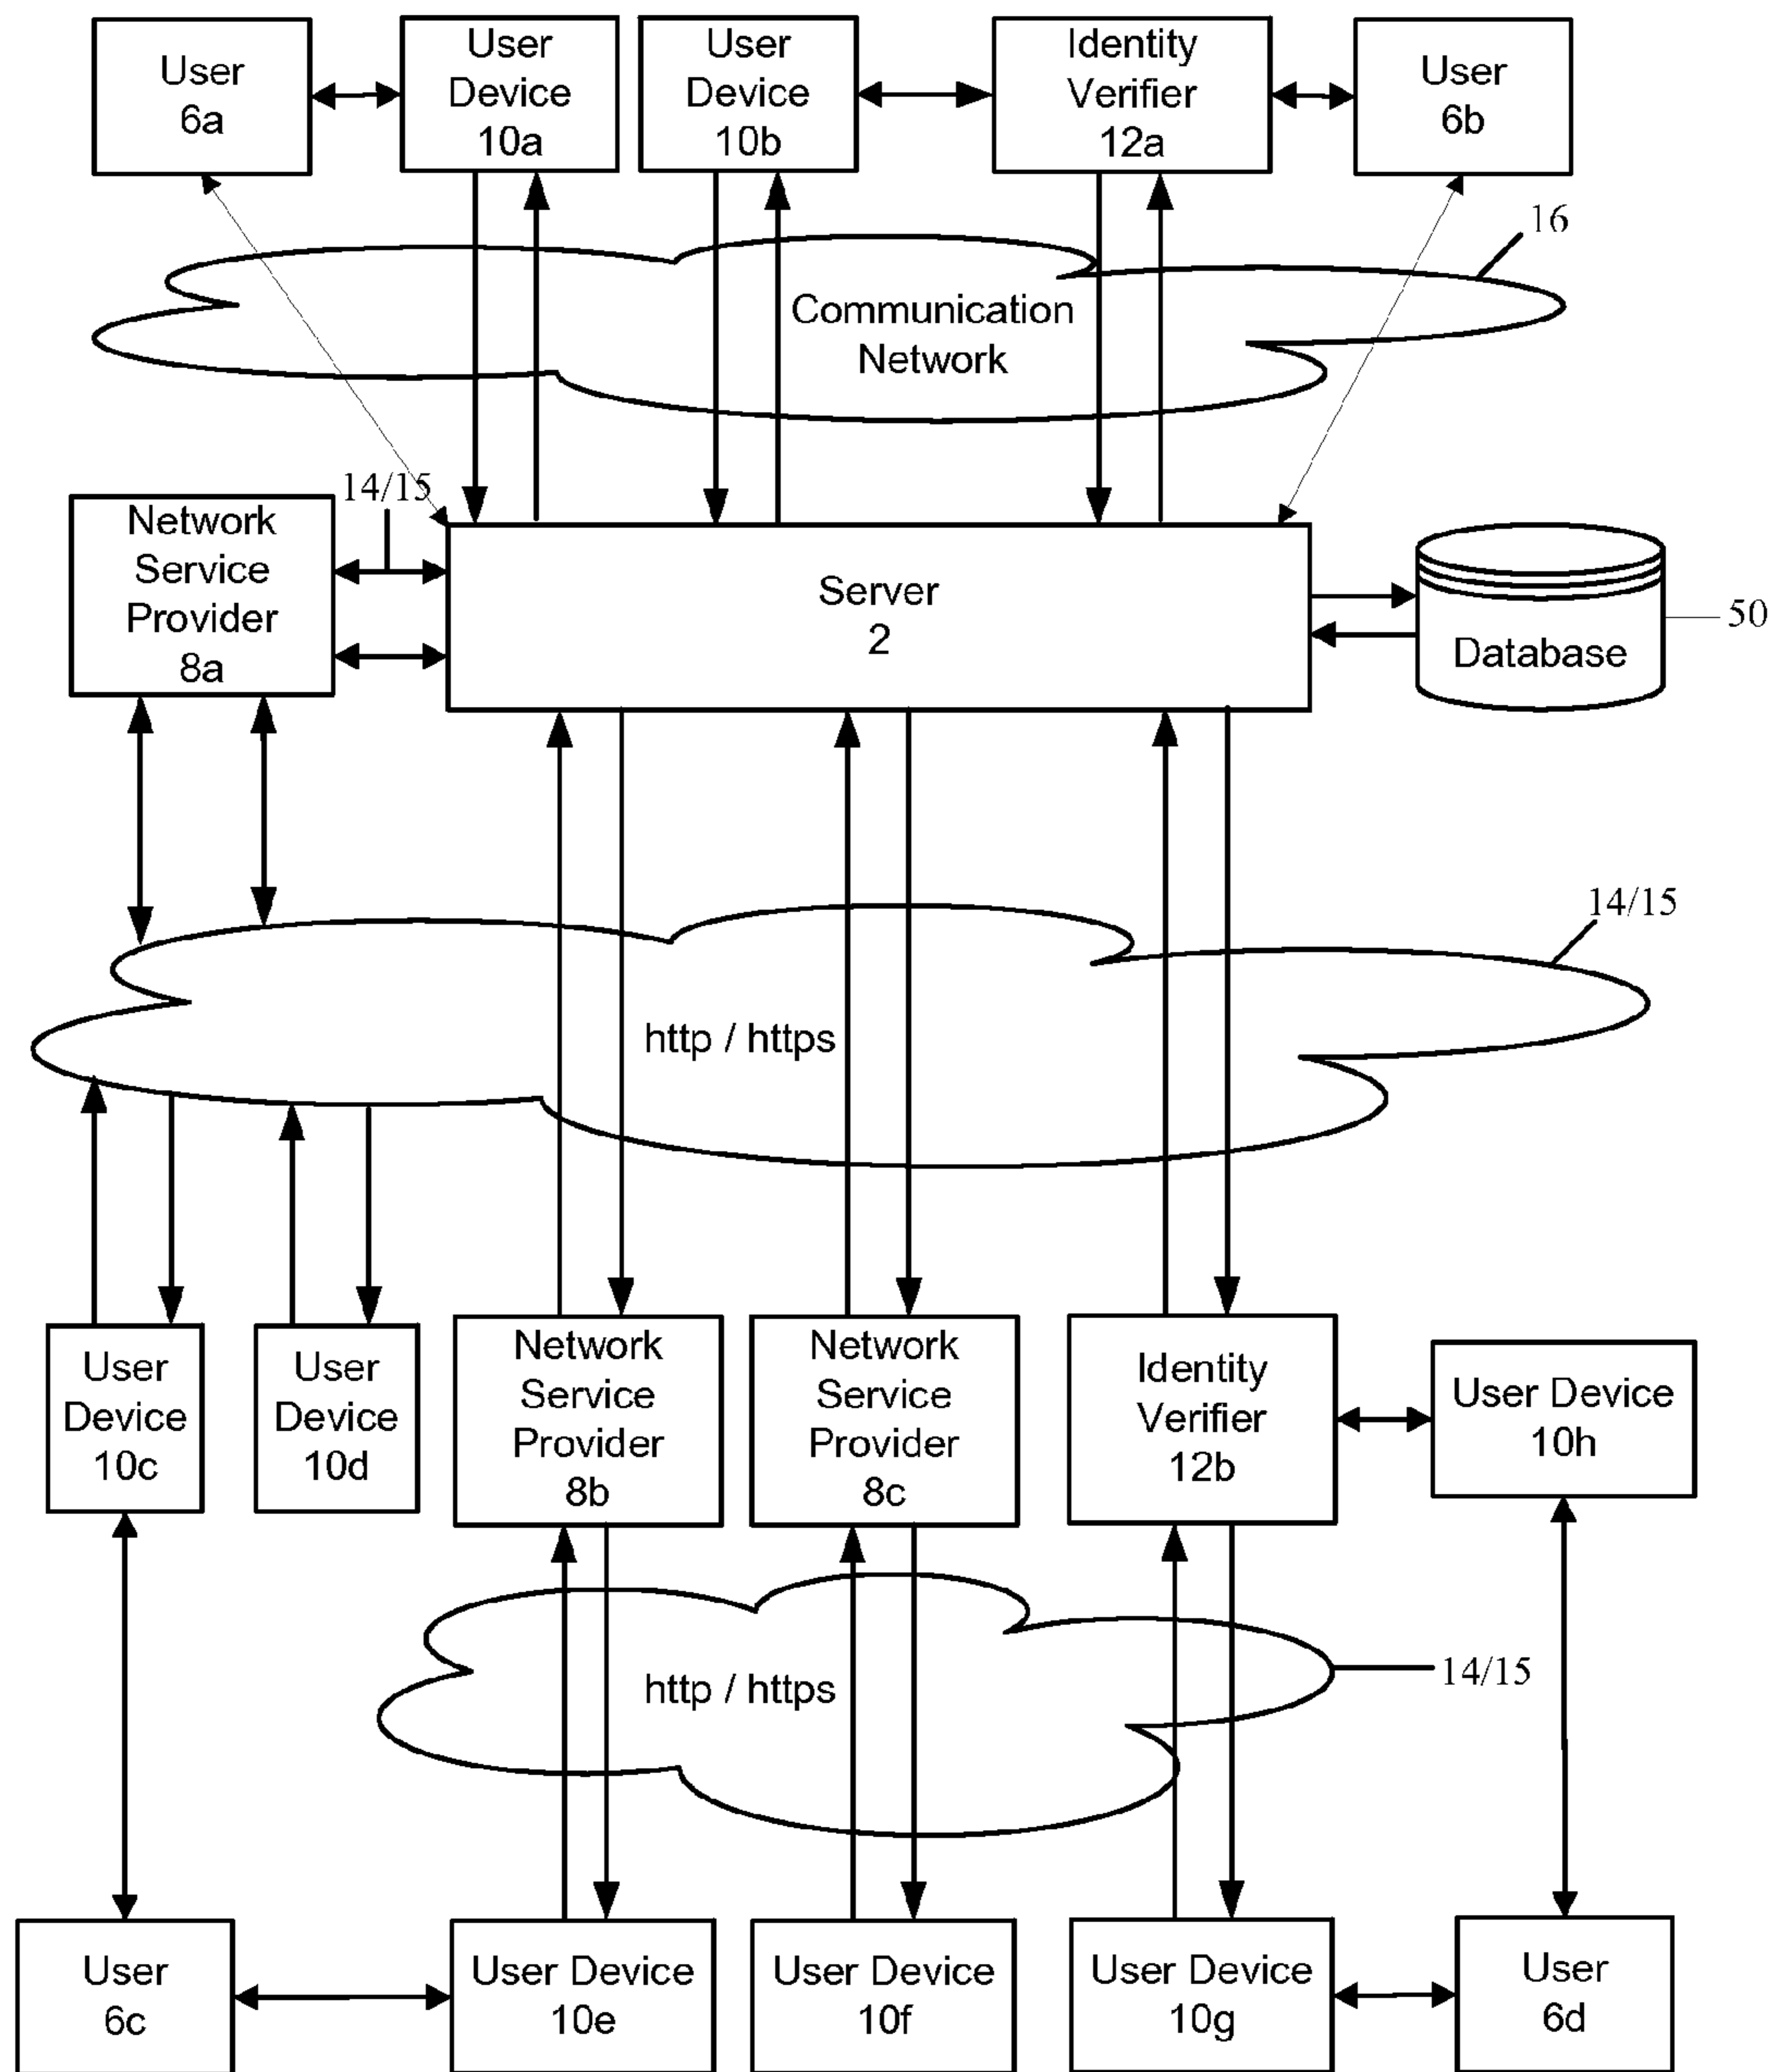 User
6a
User
Device
10a
User
Device
10b
Identity
Verifier
12a
User
6b
16
Communication
Network
14/15
Network
Service
Provider
8a
Server
2
Database
50
14/15
http / https
User
Device
10c
User
Device
10d
Network
Service
Provider
8b
Network
Service
Provider
8c
Identity
Verifier
12b
User Device
10h
http / https
14/15
User
6c
User Device
10e
User Device
10f
User Device
10g
User
6d